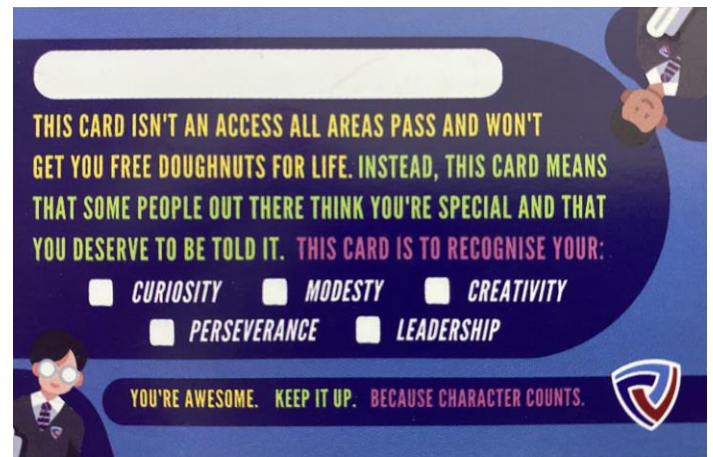 THIS CARD ISN'T AN ACCESS ALL AREAS PASS AND WON'T
GET YOU FREE DOUGHNUTS FOR LIFE. INSTEAD, THIS CARD MEANS
THAT SOME PEOPLE OUT THERE THINK YOU'RE SPECIAL AND THAT
YOU DESERVE TO BE TOLD IT. THIS CARD IS TO RECOGNISE YOUR:
CURIOSITY MODESTY CREATIVITY
PERSEVERANCE LEADERSHIP
YOU'RE AWESOME. KEEP IT UP. BECAUSE CHARACTER COUNTS.